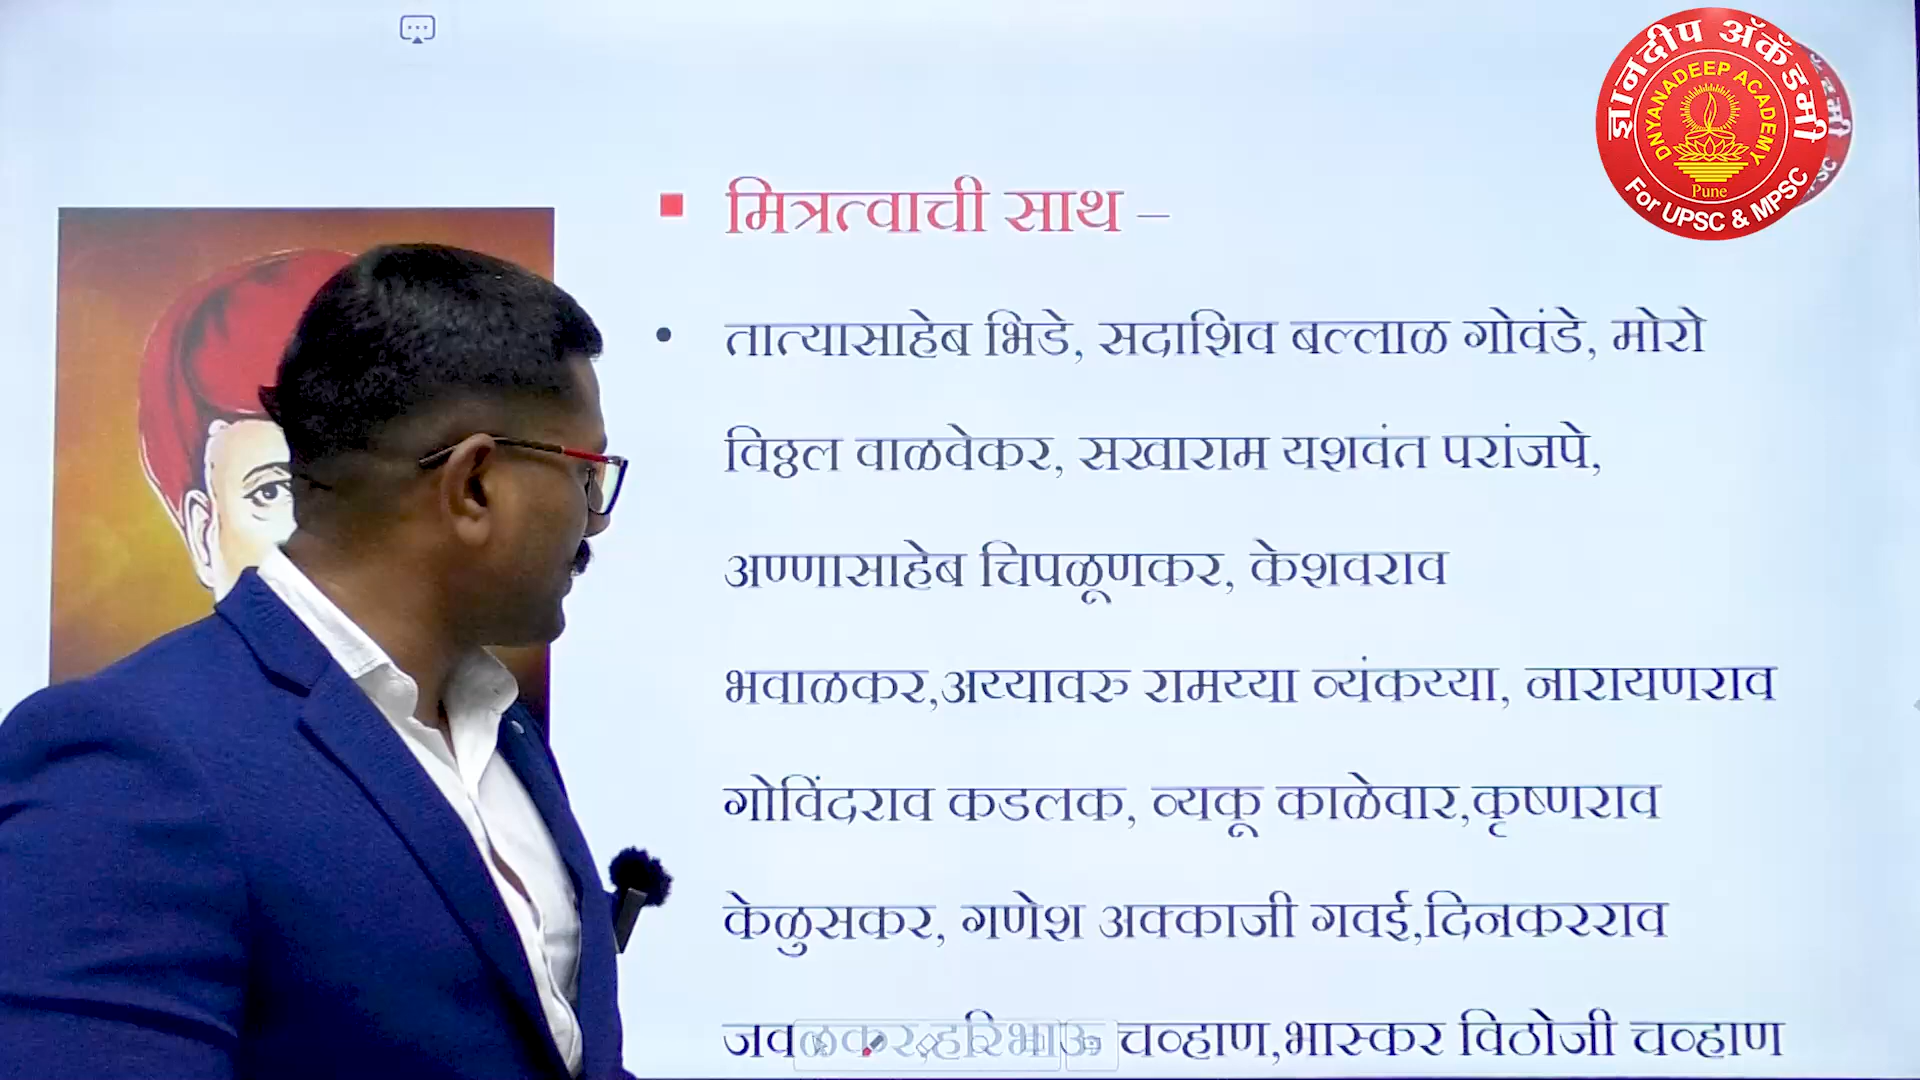 ज्ञानदीप अॅकॅडमी
DNYANADEEP ACADEMY
Pune
For UPSC & MPSC
मित्रत्वाची साथ –
तात्यासाहेब भिडे, सदाशिव बल्लाळ गोवंडे, मोरो
विठ्ठल वाळवेकर, सखाराम यशवंत परांजपे,
अण्णासाहेब चिपळूणकर, केशवराव
भवाळकर,अय्यावरु रामय्या व्यंकय्या, नारायणराव
गोविंदराव कडलक, व्यकू काळेवार,कृष्णराव
केळुसकर, गणेश अक्काजी गवई,दिनकरराव
जवळकर,हरिभाऊ चव्हाण,भास्कर विठोजी चव्हाण